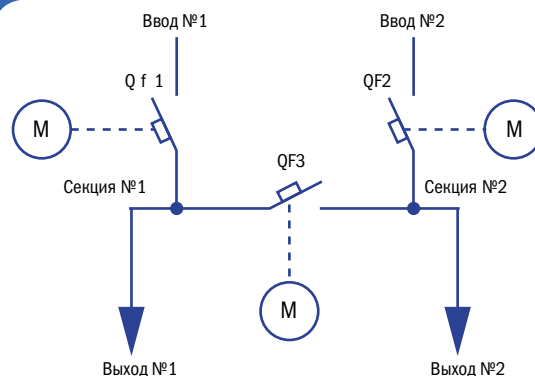 Ввод №1
Ввод №2
Q f 1
QF2
M
M
QF3
Секция №1
Секция №2
M
Выход №1
Выход №2